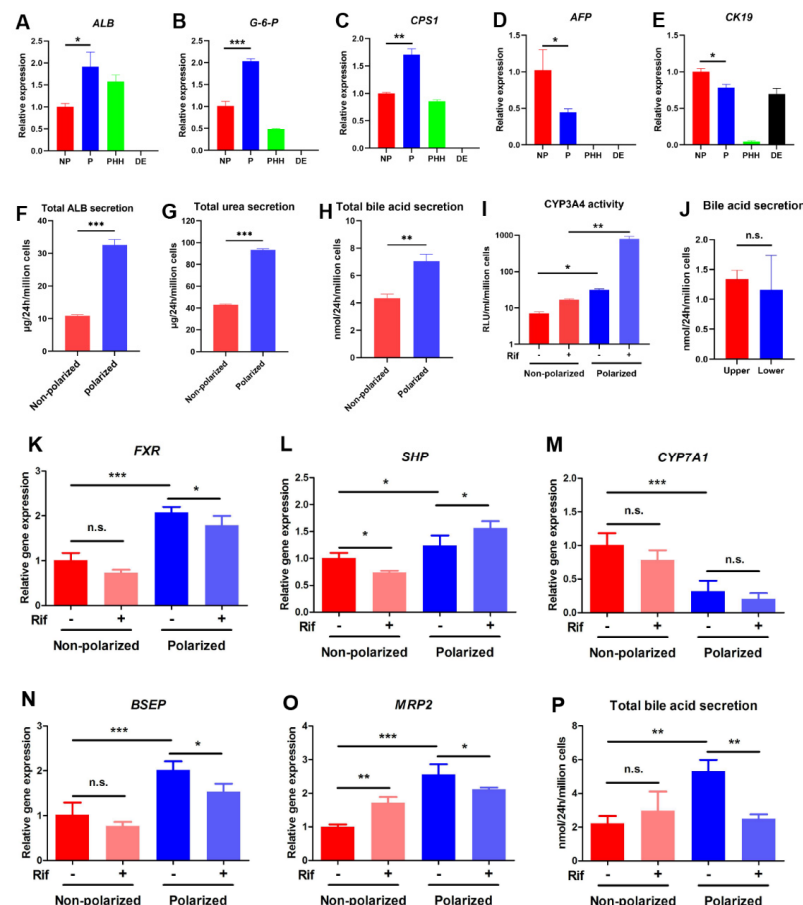 A
ALB
Relative expression
2.5
2.0
1.5
1.0
0.5
0.0
*
NP P PHH DE
B
G-6-P
Relative expression
2.5
2.0
1.5
1.0
0.5
0.0
***
NP P PHH DE
C
CPS1
Relative expression
2.0
1.5
1.0
0.5
0.0
**
NP P PHH DE
D
AFP
Relative expression
1.5
1.0
0.5
0.0
*
NP P PHH DE
E
CK19
Relative expression
1.5
1.0
0.5
0.0
*
NP P PHH DE
F
Total ALB secretion
µg/24h/million cells
40
30
20
10
0
***
Non-polarized
polarized
G
Total urea secretion
µg/24h/million cells
150
100
50
0
***
Non-polarized
Polarized
H
Total bile acid secretion
nmol/24h/million cells
10
8
6
4
2
0
**
Non-polarized
Polarized
I
CYP3A4 activity
RLU/ml/million cells
1000
100
10
1
*
**
Rif - + - +
Non-polarized Polarized
J
Bile acid secretion
nmol/24h/million cells
2.0
1.5
1.0
0.5
0.0
n.s.
Upper Lower
K
FXR
Relative gene expression
3
2
1
0
***
n.s.
*
Rif - + - +
Non-polarized Polarized
L
SHP
Relative gene expression
2.0
1.5
1.0
0.5
0.0
*
*
*
Rif - + - +
Non-polarized Polarized
M
CYP7A1
Relative gene expression
2.0
1.5
1.0
0.5
0.0
***
n.s.
n.s.
Rif - + - +
Non-polarized Polarized
N
BSEP
Relative gene expression
3
2
1
0
***
n.s.
*
Rif - + - +
Non-polarized Polarized
O
MRP2
Relative gene expression
4
3
2
1
0
***
**
*
Rif - + - +
Non-polarized Polarized
P
Total bile acid secretion
nmol/24h/million cells
8
6
4
2
0
**
n.s.
**
Rif - + - +
Non-polarized Polarized